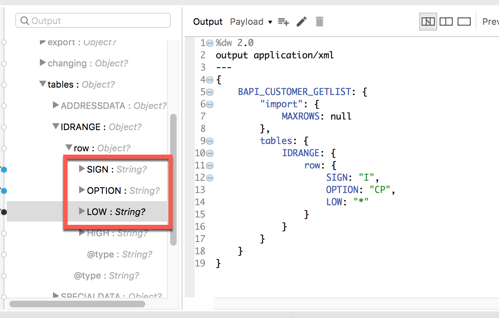 Output
export : Object?
changing : Object?
tables : Object?
ADDRESSDATA : Object?
IDRANGE : Object?
row : Object?
SIGN : String?
OPTION : String?
LOW : String?
HIGH : String?
@type : String?
@type : String?
SPECIALDATA : Object?
Output Payload
1 %dw 2.0
2 output application/xml
3 ---
4 {
5 BAPI_CUSTOMER_GETLIST: {
6 "import": {
7 MAXROWS: null
8 },
9 tables: {
10 IDRANGE: {
11 row: {
12 SIGN: "I",
13 OPTION: "CP",
14 LOW: "*"
15 }
16 }
17 }
18 }
19 }
Pre